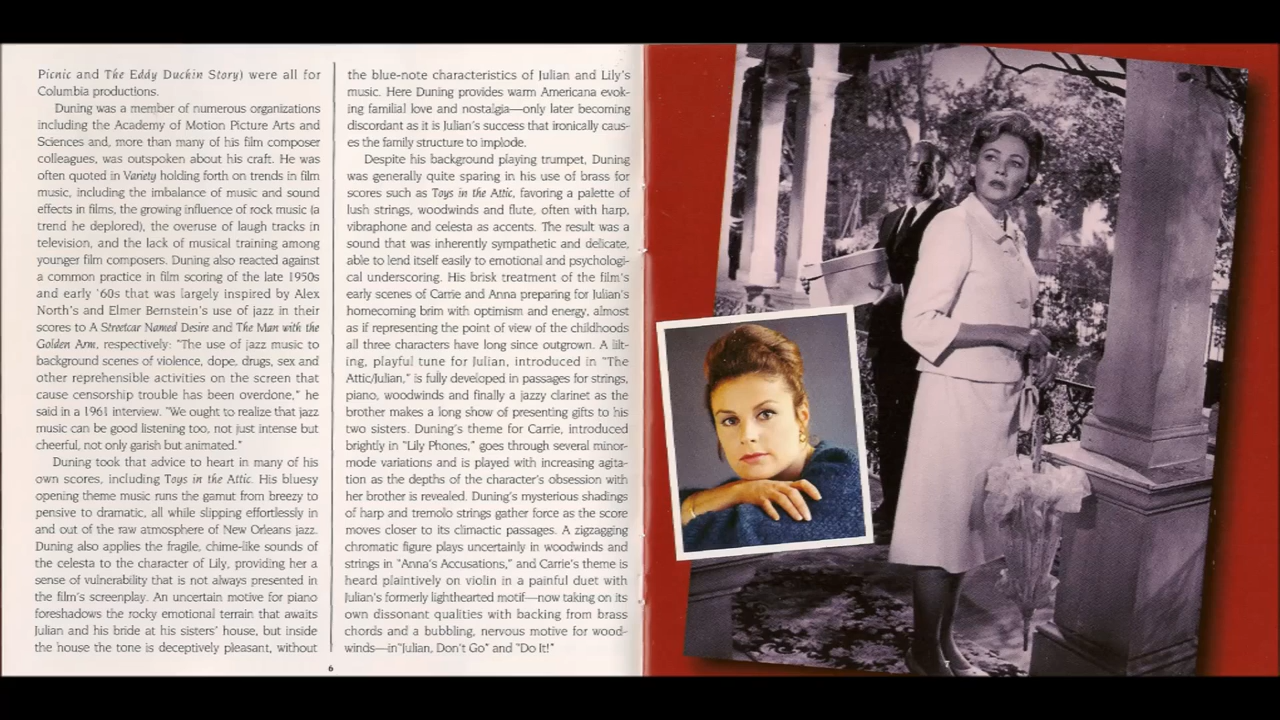 Picnic and The Eddy Duchin Story) were all for
Columbia productions.
Duning was a member of numerous organizations
including the Academy of Motion Picture Arts and
Sciences and, more than many of his film composer
colleagues, was outspoken about his craft. He was
often quoted in Variety holding forth on trends in film
music, including the imbalance of music and sound
effects in films, the growing influence of rock music (a
trend he deplored), the overuse of laugh tracks in
television, and the lack of musical training among
younger film composers. Duning also reacted against
a common practice in film scoring of the late 1950s
and early '60s that was largely inspired by Alex
North's and Elmer Bernstein's use of jazz in their
scores to A Streetcar Named Desire and The Man with the
Golden Arm, respectively: "The use of jazz music to
background scenes of violence, dope, drugs, sex and
other reprehensible activities on the screen that
cause censorship trouble has been overdone," he
said in a 1961 interview. "We ought to realize that jazz
music can be good listening too, not just intense but
cheerful, not only garish but animated."
Duning took that advice to heart in many of his
own scores, including Toys in the Attic. His bluesy
opening theme music runs the gamut from breezy to
pensive to dramatic, all while slipping effortlessly in
and out of the raw atmosphere of New Orleans jazz.
Duning also applies the fragile, chime-like sounds of
the celesta to the character of Lily, providing her a
sense of vulnerability that is not always presented in
the film's screenplay. An uncertain motive for piano
foreshadows the rocky emotional terrain that awaits
Julian and his bride at his sisters' house, but inside
the house the tone is deceptively pleasant, without
the blue-note characteristics of Julian and Lily's
music. Here Duning provides warm Americana evok-
ing familial love and nostalgia—only later becoming
discordant as it is Julian's success that ironically caus-
es the family structure to implode.
Despite his background playing trumpet, Duning
was generally quite sparing in his use of brass for
scores such as Toys in the Attic, favoring a palette of
lush strings, woodwinds and flute, often with harp,
vibraphone and celesta as accents. The result was a
sound that was inherently sympathetic and delicate,
able to lend itself easily to emotional and psychologi-
cal underscoring. His brisk treatment of the film's
early scenes of Carrie and Anna preparing for Julian's
homecoming brim with optimism and energy, almost
as if representing the point of view of the childhoods
all three characters have long since outgrown. A lilt-
ing, playful tune for Julian, introduced in "The
Attic/Julian," is fully developed in passages for strings,
piano, woodwinds and finally a jazzy clarinet as the
brother makes a long show of presenting gifts to his
two sisters. Duning's theme for Carrie, introduced
brightly in "Lily Phones," goes through several minor-
mode variations and is played with increasing agita-
tion as the depths of the character's obsession with
her brother is revealed. Duning's mysterious shadings
of harp and tremolo strings gather force as the score
moves closer to its climactic passages. A zigzagging
chromatic figure plays uncertainly in woodwinds and
strings in "Anna's Accusations," and Carrie's theme is
heard plaintively on violin in a painful duet with
Julian's formerly lighthearted motif—now taking on its
own dissonant qualities with backing from brass
chords and a bubbling, nervous motive for wood-
winds—in "Julian, Don't Go" and "Do It!"
6
7